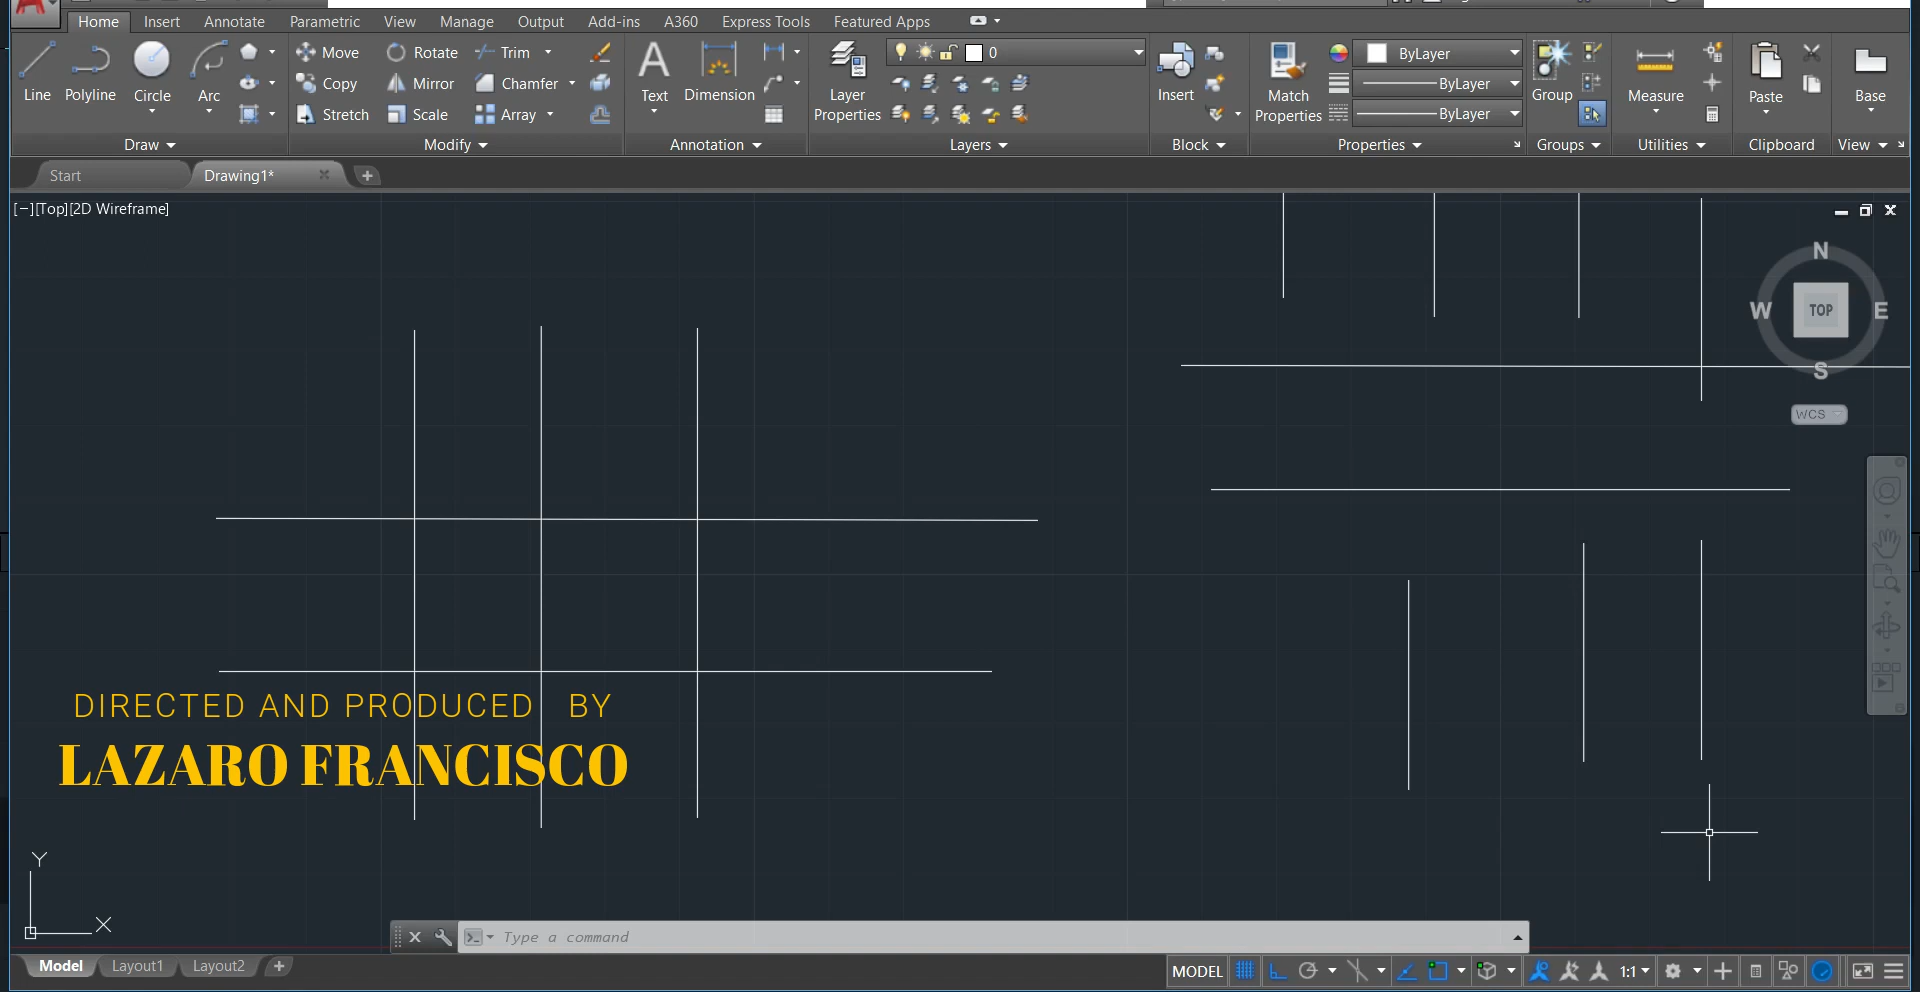 Home Insert Annotate Parametric View Manage Output Add-ins A360 Express Tools Featured Apps
Line Polyline Circle Arc
Move Rotate Trim
Copy Mirror Chamfer
Stretch Scale Array
Text Dimension
Layer Properties
0
Insert
Match Properties
ByLayer
ByLayer
ByLayer
Group
Measure
Paste
Base
Draw Modify Annotation Layers Block Properties Groups Utilities Clipboard View
Start Drawing1*
[−][Top][2D Wireframe]
N
W TOP E
S
WCS
DIRECTED AND PRODUCED BY
LAZARO FRANCISCO
Y
X
Type a command
Model Layout1 Layout2
MODEL 1:1